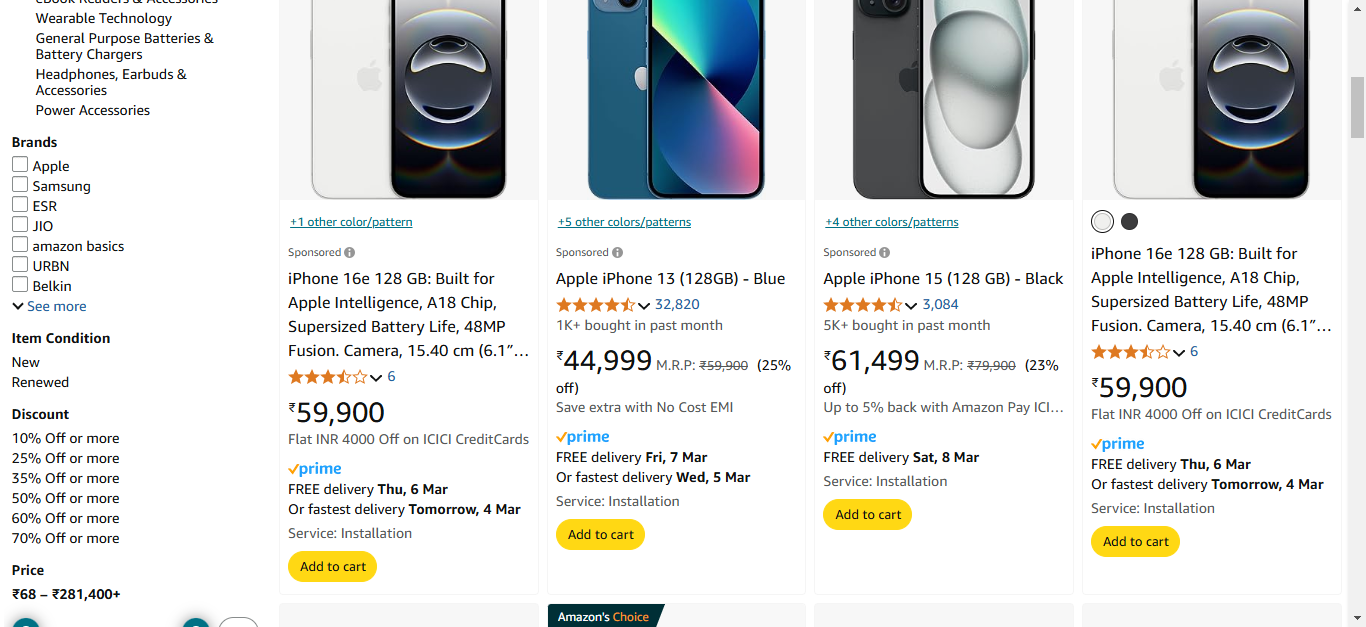 eBook Readers & Accessories
Wearable Technology
General Purpose Batteries &
Battery Chargers
Headphones, Earbuds &
Accessories
Power Accessories
Brands
Apple
Samsung
ESR
JIO
amazon basics
URBN
Belkin
See more
Item Condition
New
Renewed
Discount
10% Off or more
25% Off or more
35% Off or more
50% Off or more
60% Off or more
70% Off or more
Price
₹68 – ₹281,400+
+1 other color/pattern
Sponsored
iPhone 16e 128 GB: Built for
Apple Intelligence, A18 Chip,
Supersized Battery Life, 48MP
Fusion. Camera, 15.40 cm (6.1”…
6
₹59,900
Flat INR 4000 Off on ICICI CreditCards
prime
FREE delivery Thu, 6 Mar
Or fastest delivery Tomorrow, 4 Mar
Service: Installation
Add to cart
+5 other colors/patterns
Sponsored
Apple iPhone 13 (128GB) - Blue
32,820
1K+ bought in past month
₹44,999 M.R.P: ₹59,900 (25%
off)
Save extra with No Cost EMI
prime
FREE delivery Fri, 7 Mar
Or fastest delivery Wed, 5 Mar
Service: Installation
Add to cart
Amazon's Choice
+4 other colors/patterns
Sponsored
Apple iPhone 15 (128 GB) - Black
3,084
5K+ bought in past month
₹61,499 M.R.P: ₹79,900 (23%
off)
Up to 5% back with Amazon Pay ICI…
prime
FREE delivery Sat, 8 Mar
Service: Installation
Add to cart
iPhone 16e 128 GB: Built for
Apple Intelligence, A18 Chip,
Supersized Battery Life, 48MP
Fusion. Camera, 15.40 cm (6.1”…
6
₹59,900
Flat INR 4000 Off on ICICI CreditCards
prime
FREE delivery Thu, 6 Mar
Or fastest delivery Tomorrow, 4 Mar
Service: Installation
Add to cart